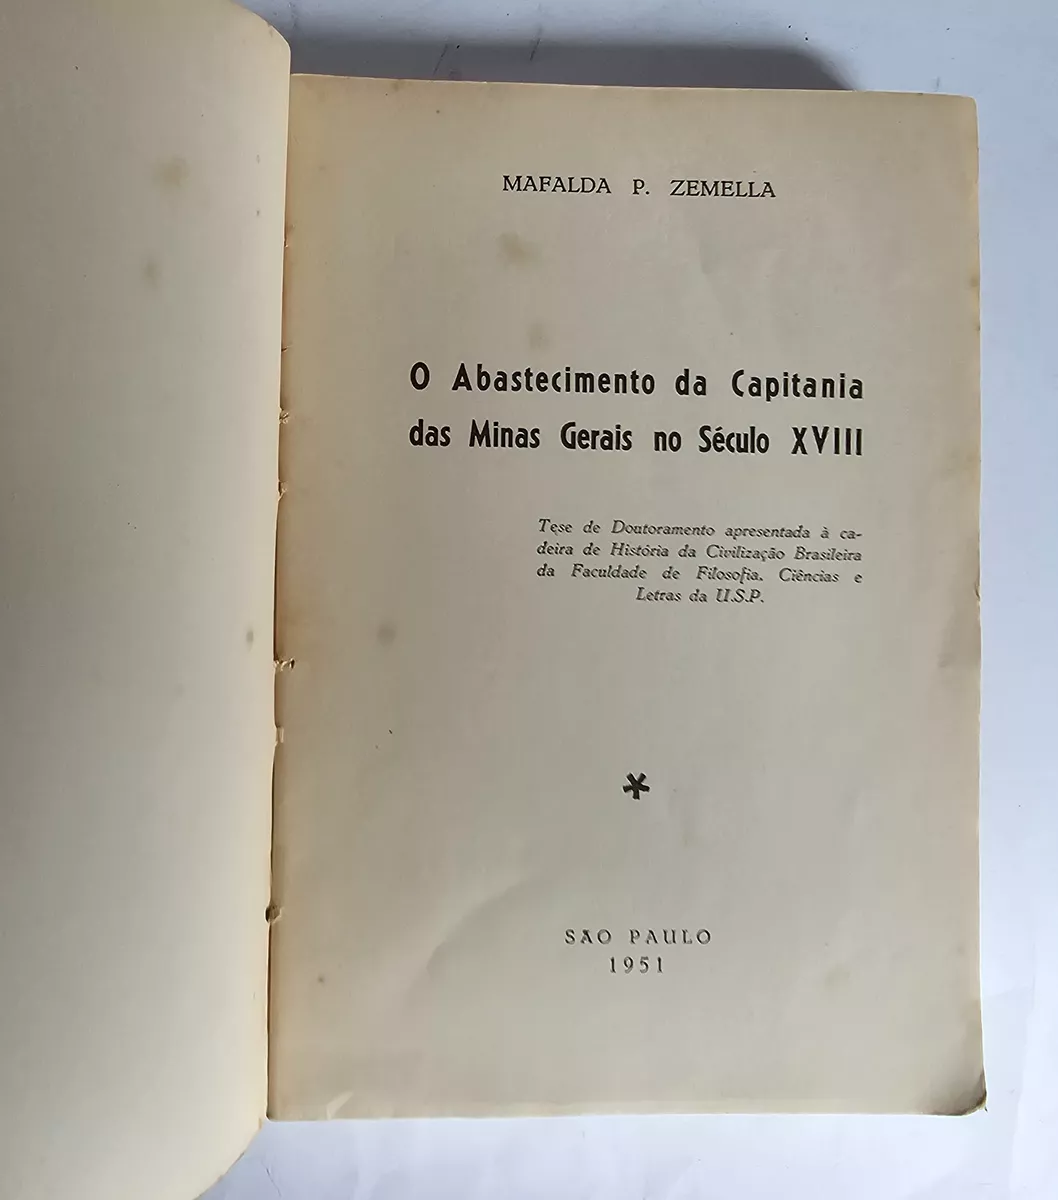 MAFALDA P. ZEMELLA
O Abastecimento da Capitania
das Minas Gerais no Século XVIII
Tese de Doutoramento apresentada à ca-
deira de História da Civilização Brasileira
da Faculdade de Filosofia. Ciências e
Letras da U.S.P.
*
SAO PAULO
1951